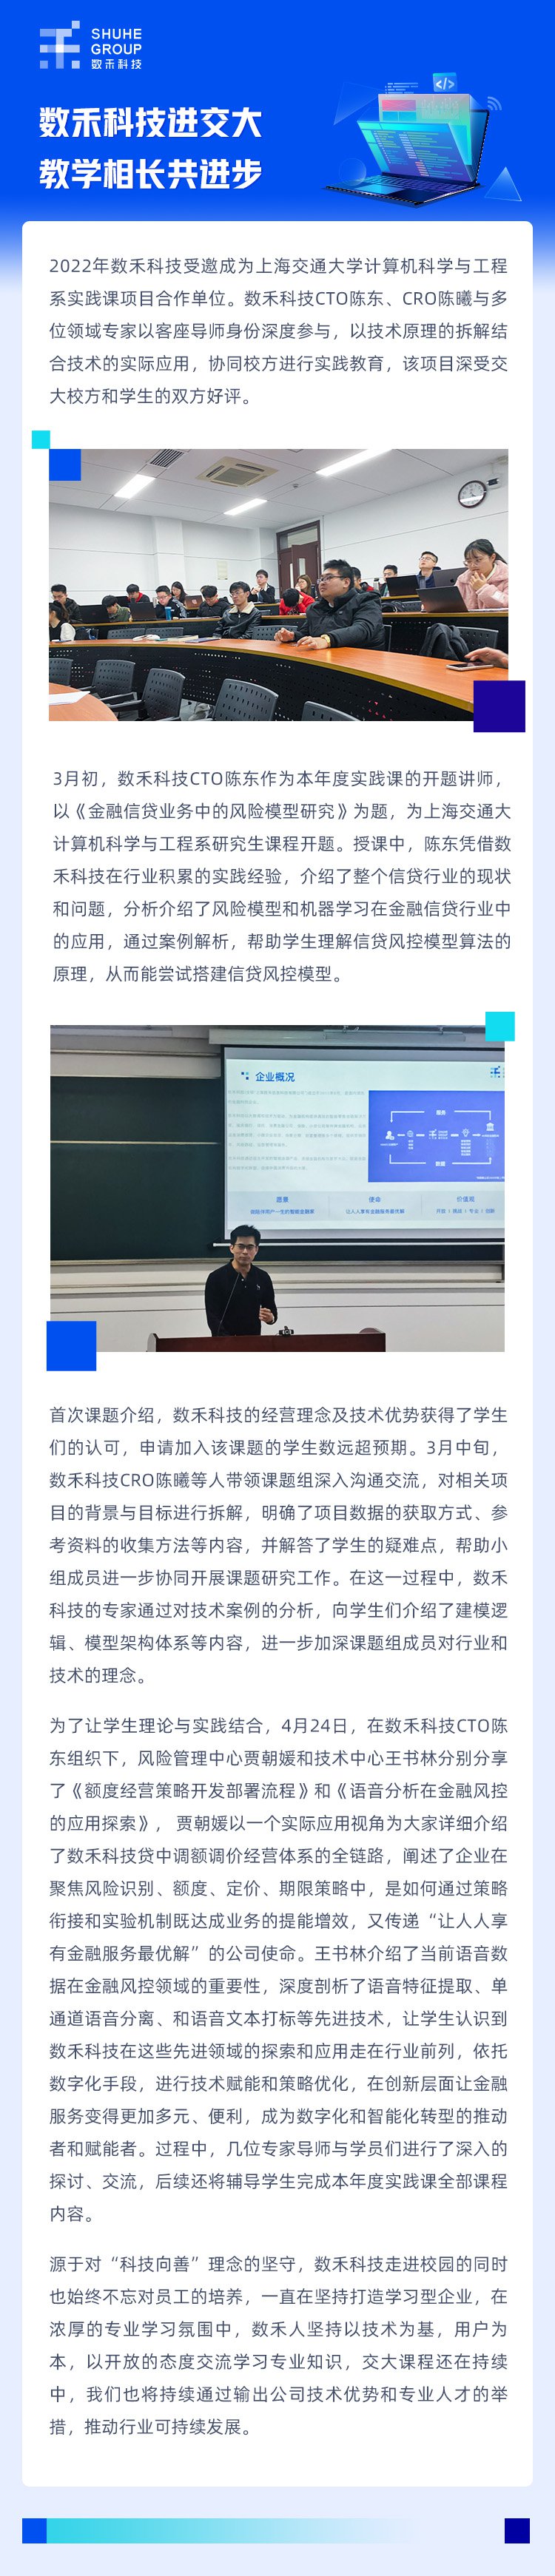 SHUHE
GROUP
数禾科技
数禾科技进交大
教学相长共进步
2022年数禾科技受邀成为上海交通大学计算机科学与工程
系实践课项目合作单位。数禾科技CTO陈东、CRO陈曦与多
位领域专家以客座导师身份深度参与，以技术原理的拆解结
合技术的实际应用，协同校方进行实践教育，该项目深受交
大校方和学生的双方好评。
3月初，数禾科技CTO陈东作为本年度实践课的开题讲师，
以《金融信贷业务中的风险模型研究》为题，为上海交通大
计算机科学与工程系研究生课程开题。授课中，陈东凭借数
禾科技在行业积累的实践经验，介绍了整个信贷行业的现状
和问题，分析介绍了风险模型和机器学习在金融信贷行业中
的应用，通过案例解析，帮助学生理解信贷风控模型算法的
原理，从而能尝试搭建信贷风控模型。
企业概况
服务
数据
愿景
使命
价值观
让人人享有金融服务最优解
首次课题介绍，数禾科技的经营理念及技术优势获得了学生
们的认可，申请加入该课题的学生数远超预期。3月中旬，
数禾科技CRO陈曦等人带领课题组深入沟通交流，对相关项
目的背景与目标进行拆解，明确了项目数据的获取方式、参
考资料的收集方法等内容，并解答了学生的疑难点，帮助小
组成员进一步协同开展课题研究工作。在这一过程中，数禾
科技的专家通过对技术案例的分析，向学生们介绍了建模逻
辑、模型架构体系等内容，进一步加深课题组成员对行业和
技术的理念。
为了让学生理论与实践结合，4月24日，在数禾科技CTO陈
东组织下，风险管理中心贾朝媛和技术中心王书林分别分享
了《额度经营策略开发部署流程》和《语音分析在金融风控
的应用探索》， 贾朝媛以一个实际应用视角为大家详细介绍
了数禾科技贷中调额调价经营体系的全链路，阐述了企业在
聚焦风险识别、额度、定价、期限策略中，是如何通过策略
衔接和实验机制既达成业务的提能增效，又传递“让人人享
有金融服务最优解”的公司使命。王书林介绍了当前语音数
据在金融风控领域的重要性，深度剖析了语音特征提取、单
通道语音分离、和语音文本打标等先进技术，让学生认识到
数禾科技在这些先进领域的探索和应用走在行业前列，依托
数字化手段，进行技术赋能和策略优化，在创新层面让金融
服务变得更加多元、便利，成为数字化和智能化转型的推动
者和赋能者。过程中，几位专家导师与学员们进行了深入的
探讨、交流，后续还将辅导学生完成本年度实践课全部课程
内容。
源于对“科技向善”理念的坚守，数禾科技走进校园的同时
也始终不忘对员工的培养，一直在坚持打造学习型企业，在
浓厚的专业学习氛围中，数禾人坚持以技术为基，用户为
本，以开放的态度交流学习专业知识，交大课程还在持续
中，我们也将持续通过输出公司技术优势和专业人才的举
措，推动行业可持续发展。